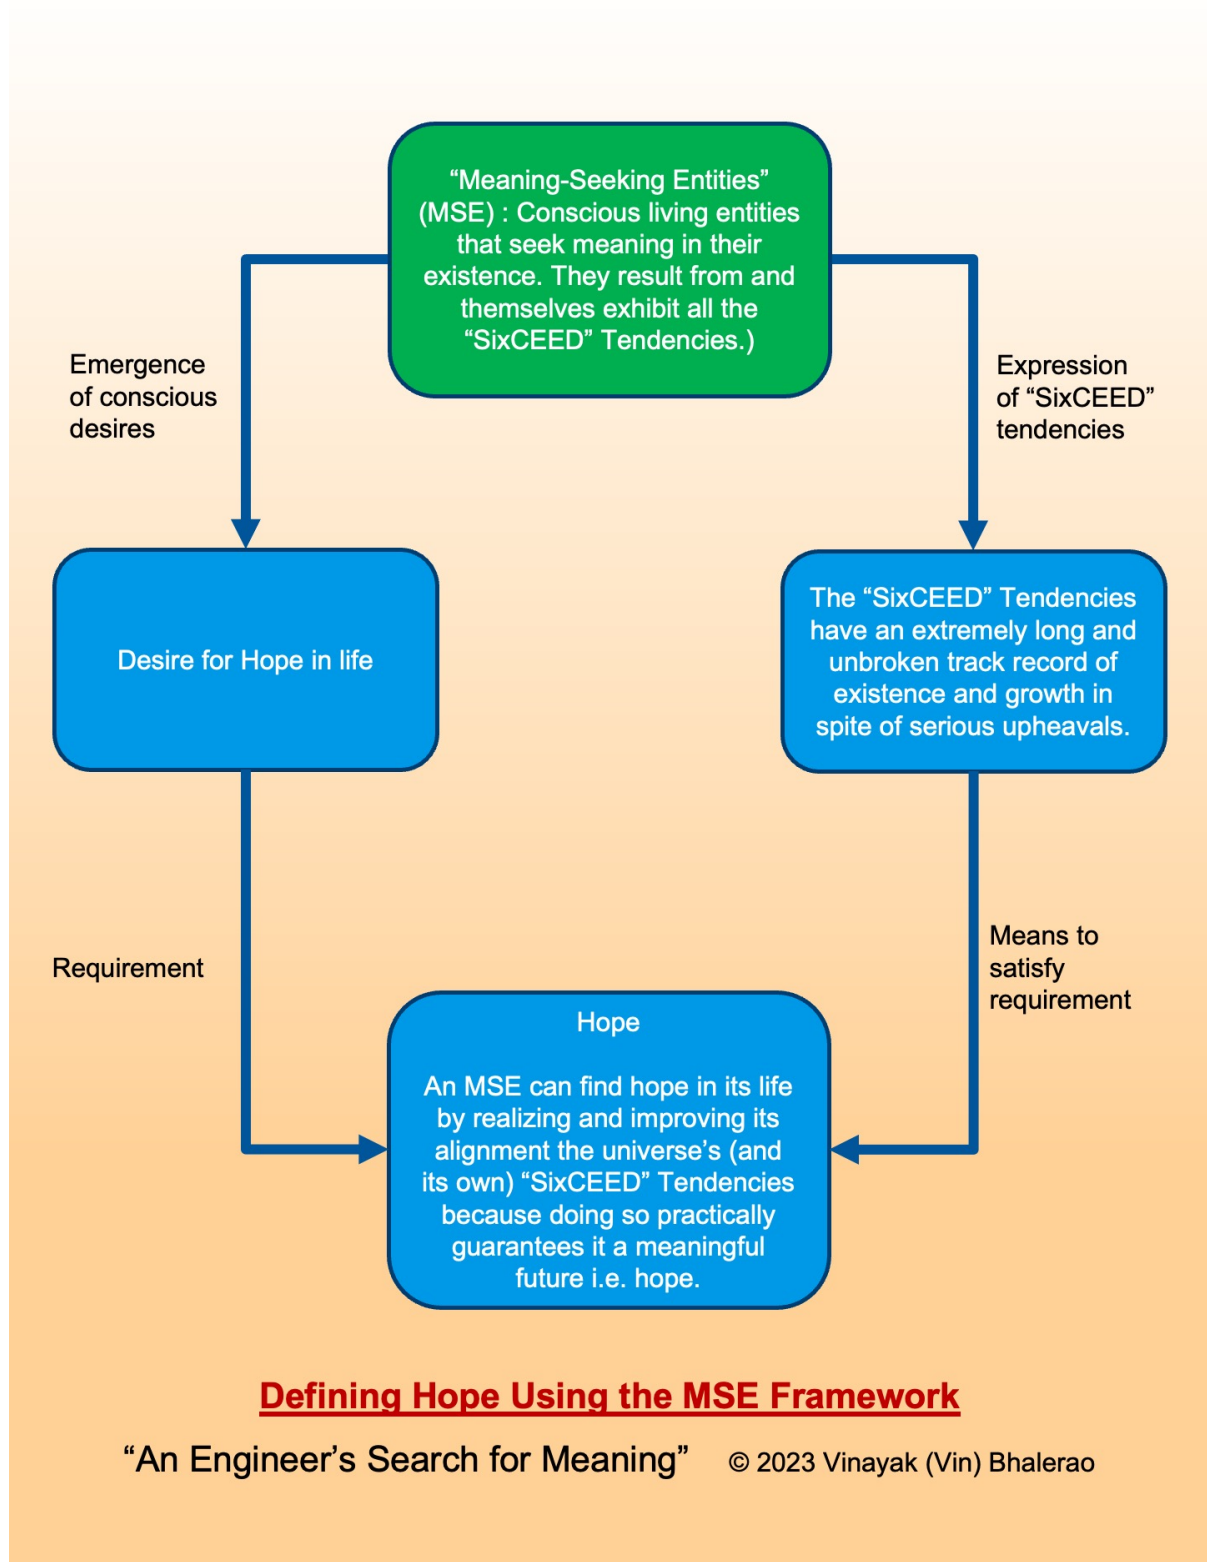 “Meaning-Seeking Entities”
(MSE) : Conscious living entities
that seek meaning in their
existence. They result from and
themselves exhibit all the
“SixCEED” Tendencies.)
Emergence
of conscious
desires
Expression
of “SixCEED”
tendencies
Desire for Hope in life
The “SixCEED” Tendencies
have an extremely long and
unbroken track record of
existence and growth in
spite of serious upheavals.
Requirement
Means to
satisfy
requirement
Hope
An MSE can find hope in its life
by realizing and improving its
alignment the universe’s (and
its own) “SixCEED” Tendencies
because doing so practically
guarantees it a meaningful
future i.e. hope.
Defining Hope Using the MSE Framework
“An Engineer’s Search for Meaning” © 2023 Vinayak (Vin) Bhalerao